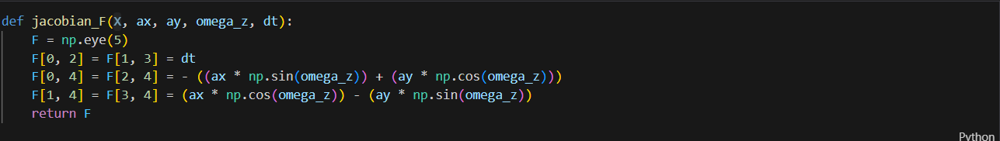 def jacobian_F(X, ax, ay, omega_z, dt):
    F = np.eye(5)
    F[0, 2] = F[1, 3] = dt
    F[0, 4] = F[2, 4] = - ((ax * np.sin(omega_z)) + (ay * np.cos(omega_z)))
    F[1, 4] = F[3, 4] = (ax * np.cos(omega_z)) - (ay * np.sin(omega_z))
    return F
Python